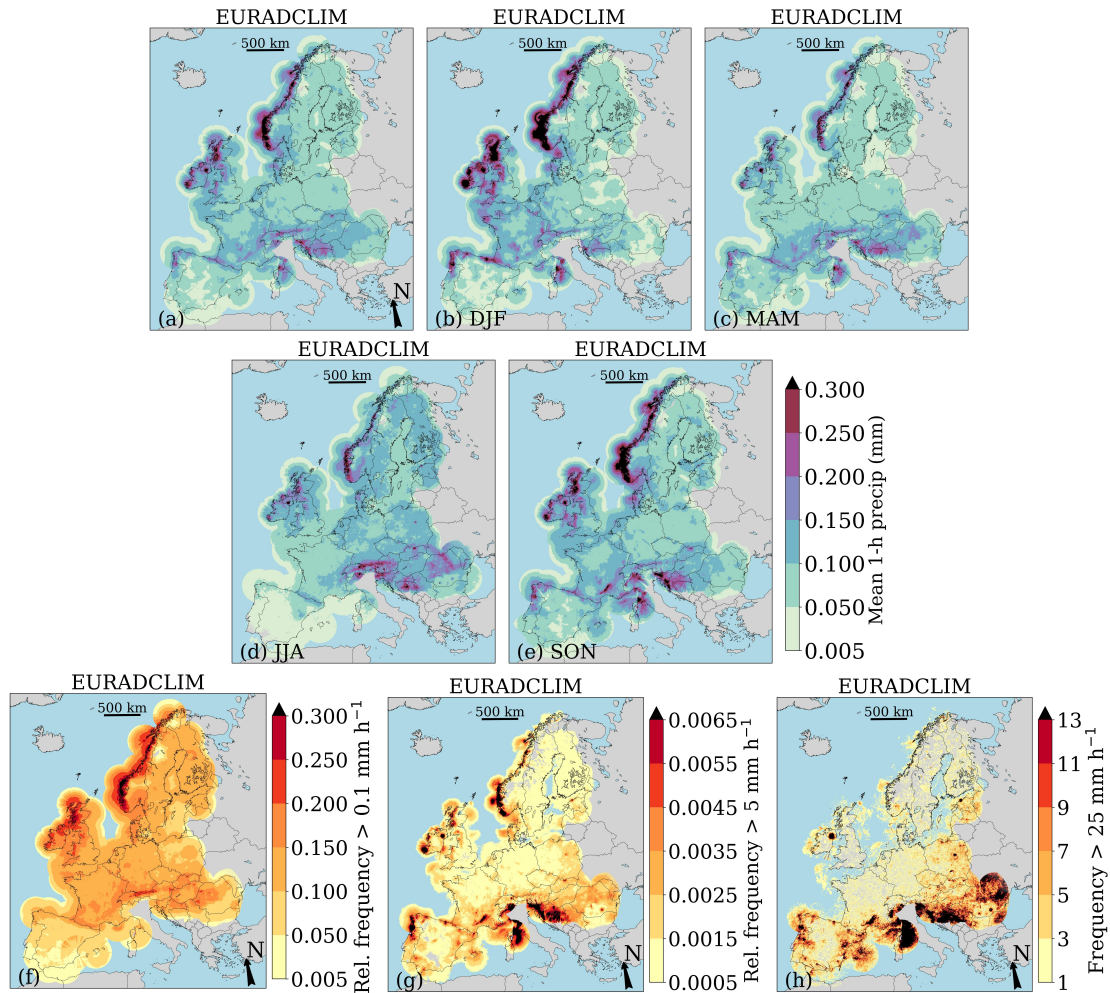 EURADCLIM
500 km
N
(a)
EURADCLIM
500 km
(b) DJF
EURADCLIM
500 km
(c) MAM
EURADCLIM
500 km
(d) JJA
EURADCLIM
500 km
(e) SON
0.300
0.250
0.200
0.150
0.100
0.050
0.005
Mean 1-h precip (mm)
EURADCLIM
500 km
(f)
N
0.300
0.250
0.200
0.150
0.100
0.050
0.005
Rel. frequency > 0.1 mm h⁻¹
EURADCLIM
500 km
(g)
N
0.0065
0.0055
0.0045
0.0035
0.0025
0.0015
0.0005
Rel. frequency > 5 mm h⁻¹
EURADCLIM
500 km
(h)
N
13
11
9
7
5
3
1
Frequency > 25 mm h⁻¹